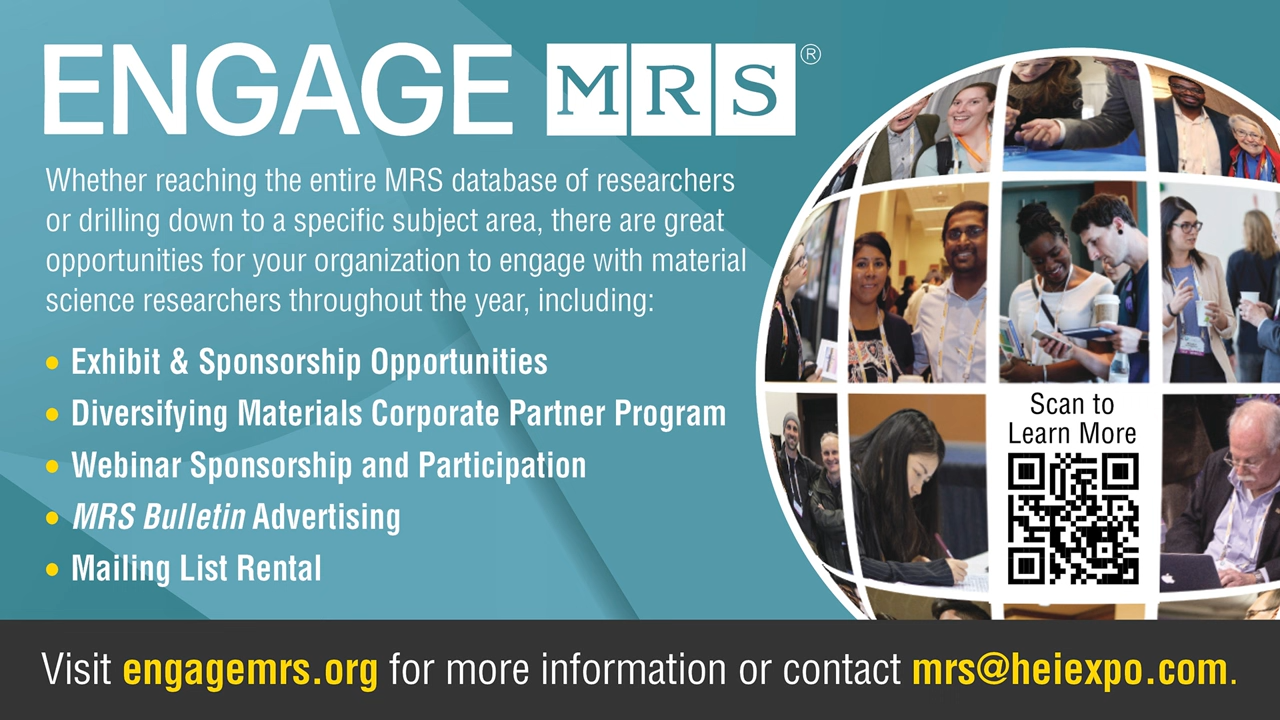 ENGAGE MRS®
Whether reaching the entire MRS database of researchers
or drilling down to a specific subject area, there are great
opportunities for your organization to engage with material
science researchers throughout the year, including:
• Exhibit & Sponsorship Opportunities
• Diversifying Materials Corporate Partner Program
• Webinar Sponsorship and Participation
• MRS Bulletin Advertising
• Mailing List Rental
Scan to
Learn More
Visit engagemrs.org for more information or contact mrs@heiexpo.com.